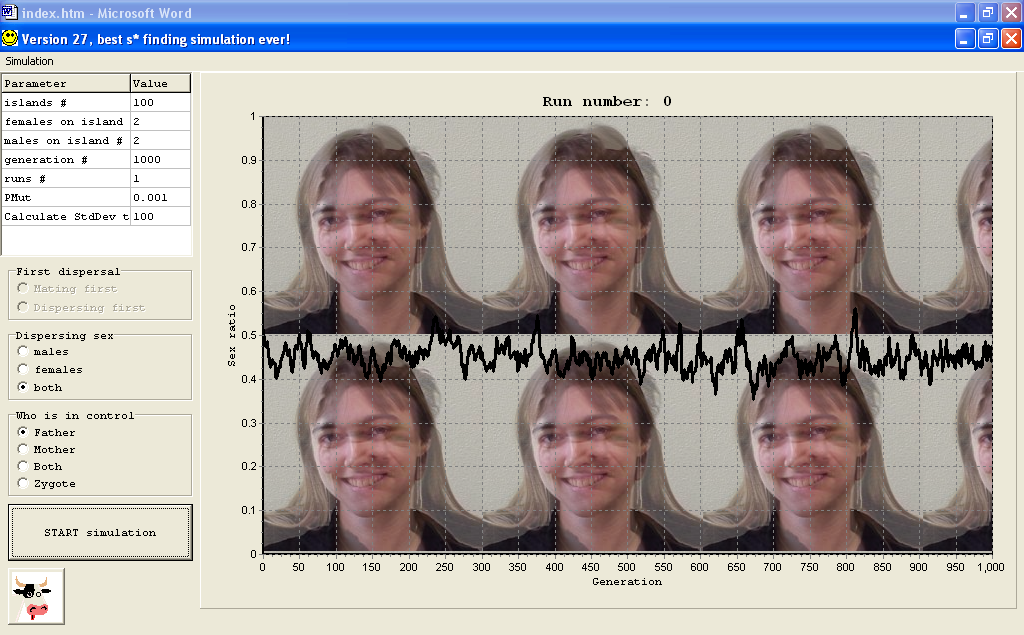 index.htm - Microsoft Word
Version 27, best s* finding simulation ever!
Simulation
Parameter Value
islands # 100
females on island 2
males on island # 2
generation # 1000
runs # 1
PMut 0.001
Calculate StdDev t 100
First dispersal
Mating first
Dispersing first
Dispersing sex
males
females
both
Who is in control
Father
Mother
Both
Zygote
START simulation
Run number: 0
Sex ratio
1
0.9
0.8
0.7
0.6
0.5
0.4
0.3
0.2
0.1
0
0 50 100 150 200 250 300 350 400 450 500 550 600 650 700 750 800 850 900 950 1,000
Generation